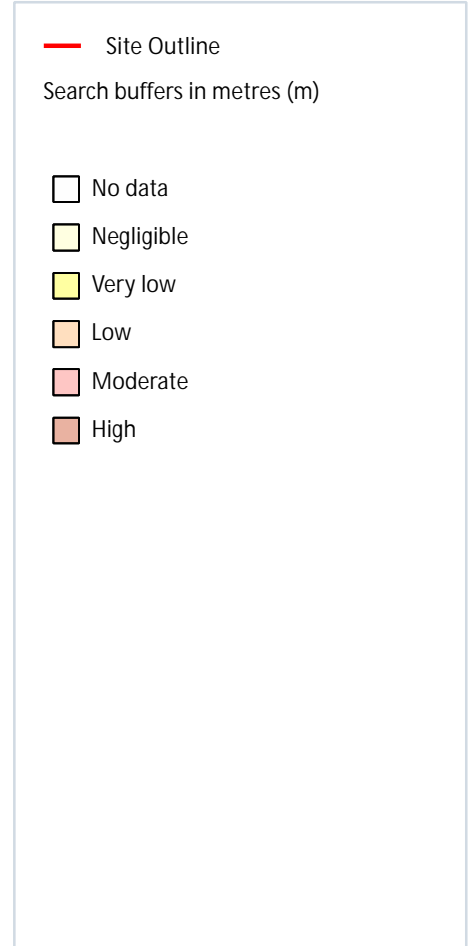 Site Outline
Search buffers in metres (m)
No data
Negligible
Very low
Low
Moderate
High